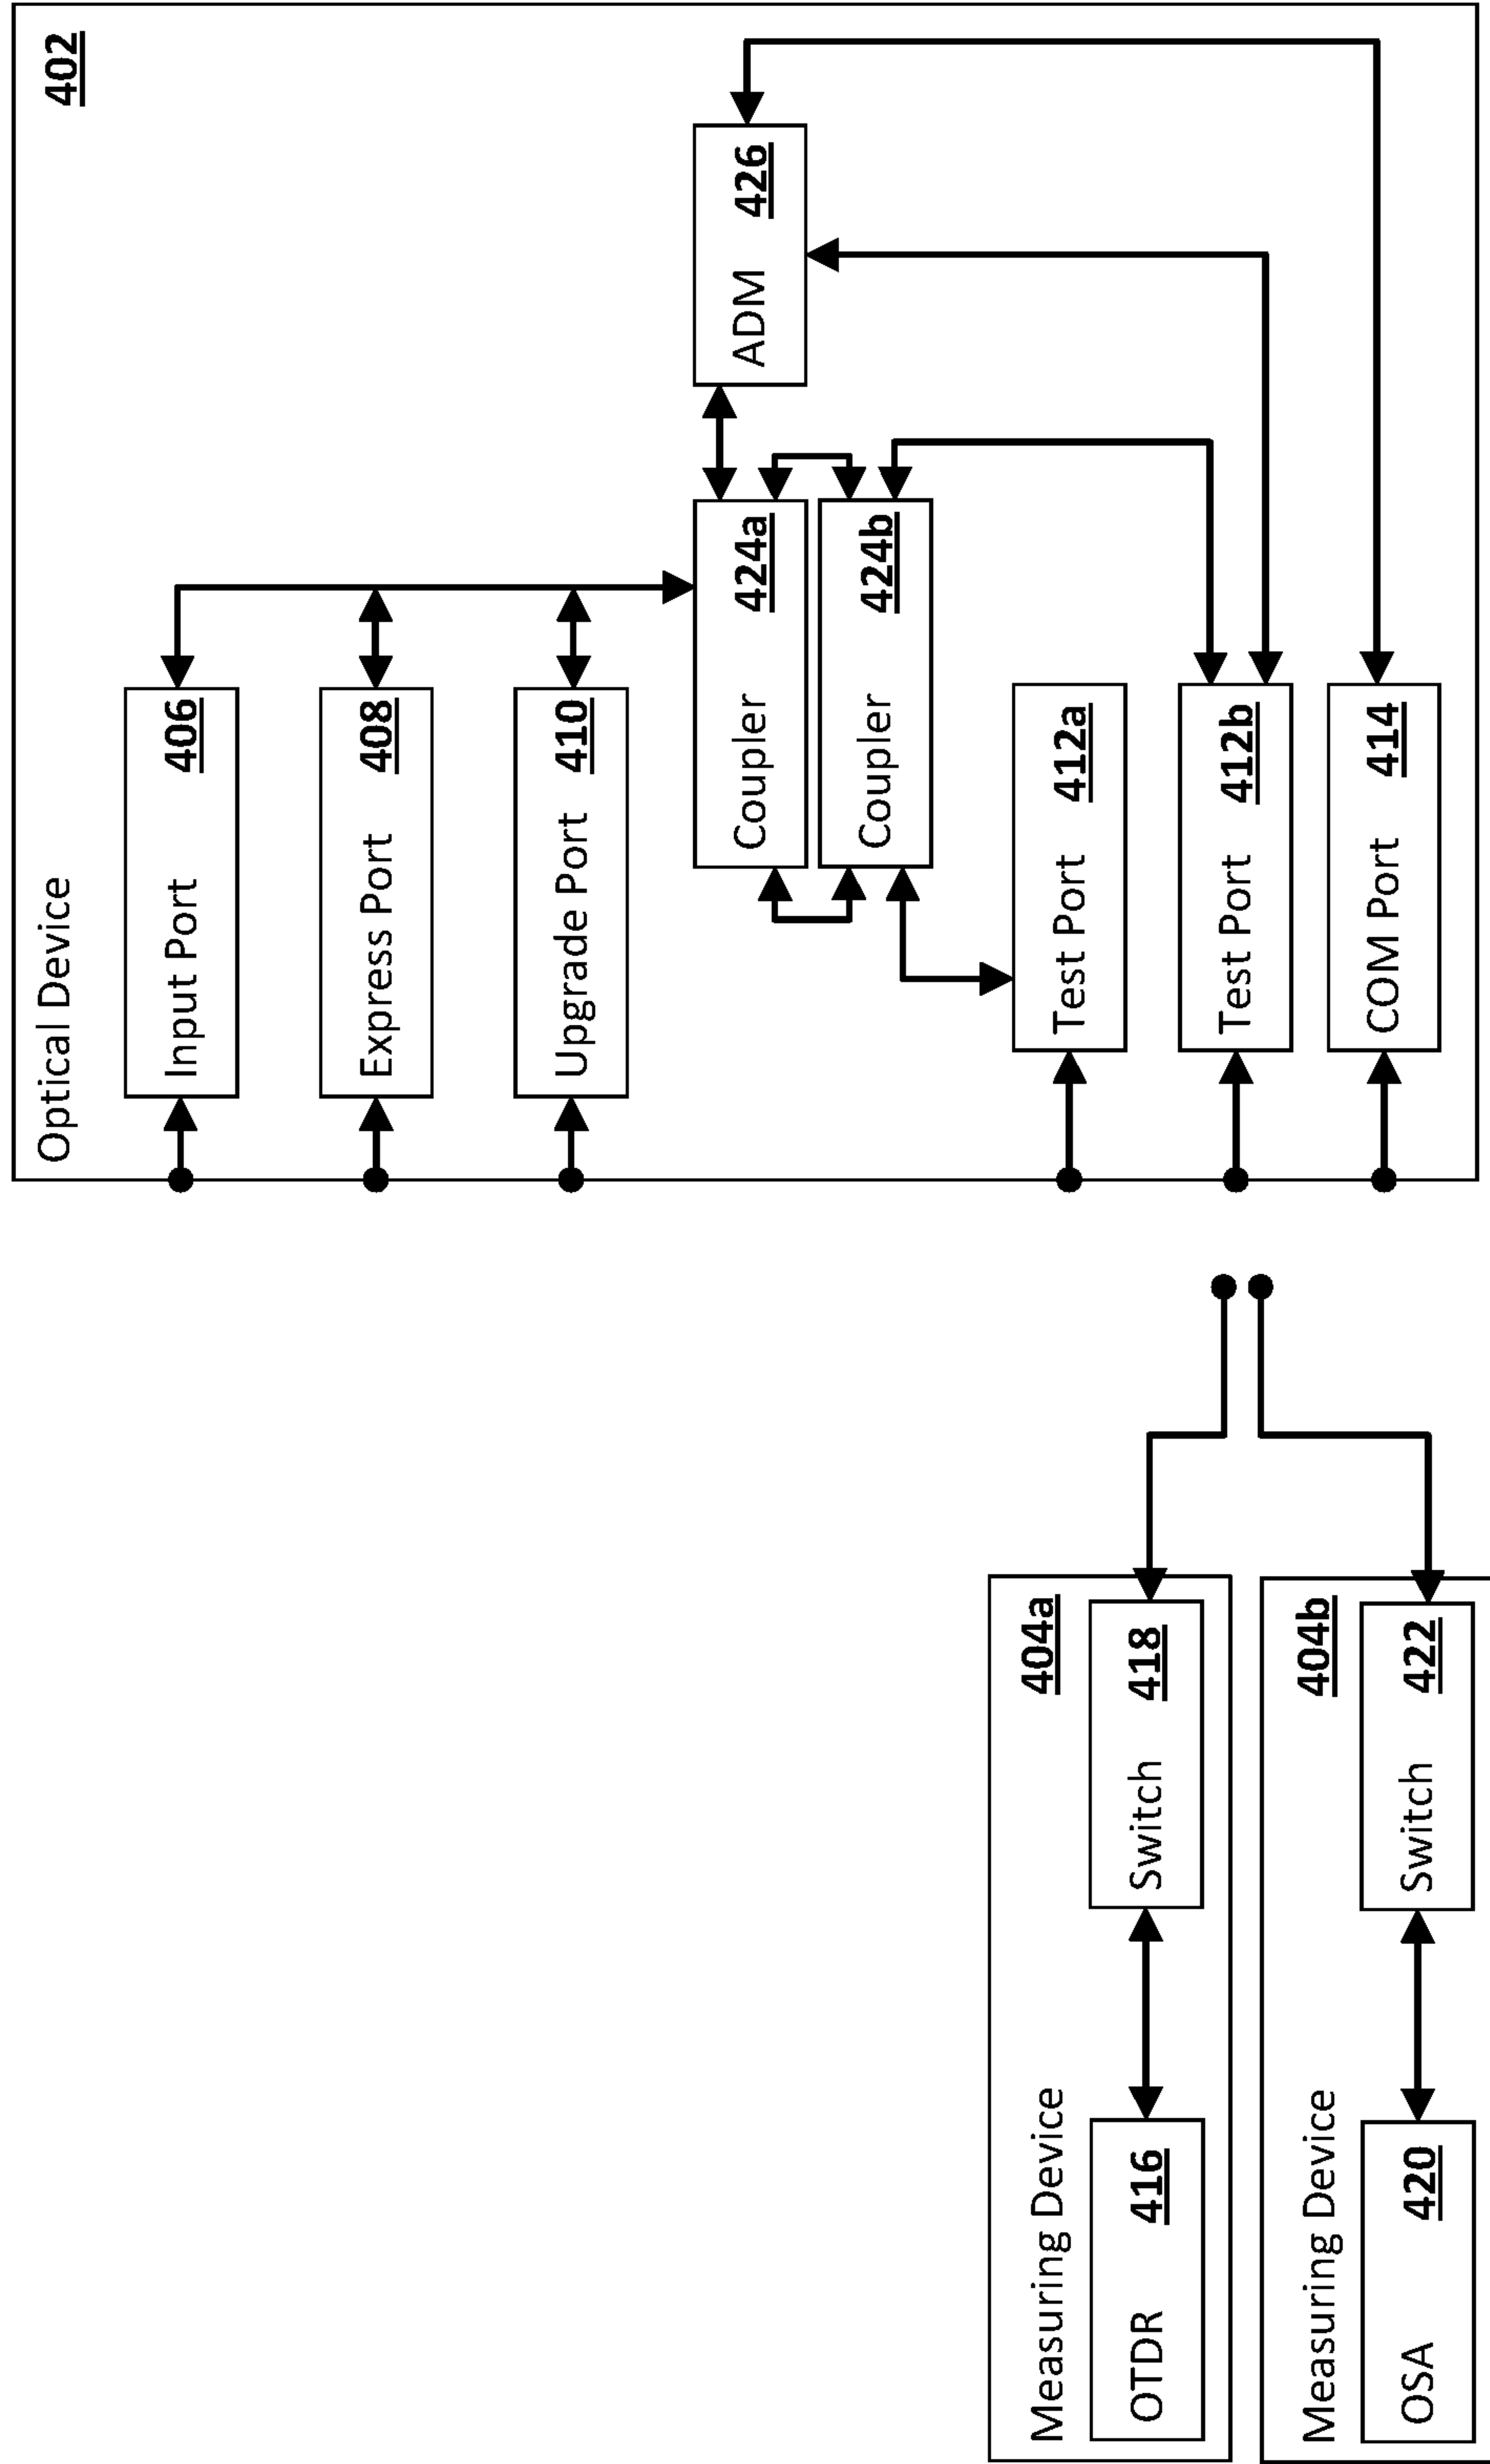 Optical Device 402
Input Port 406
Express Port 408
Upgrade Port 410
Coupler 424a
ADM 426
Coupler 424b
Test Port 412a
Test Port 412b
COM Port 414
Measuring Device 404a
OTDR 416
Switch 418
Measuring Device 404b
OSA 420
Switch 422